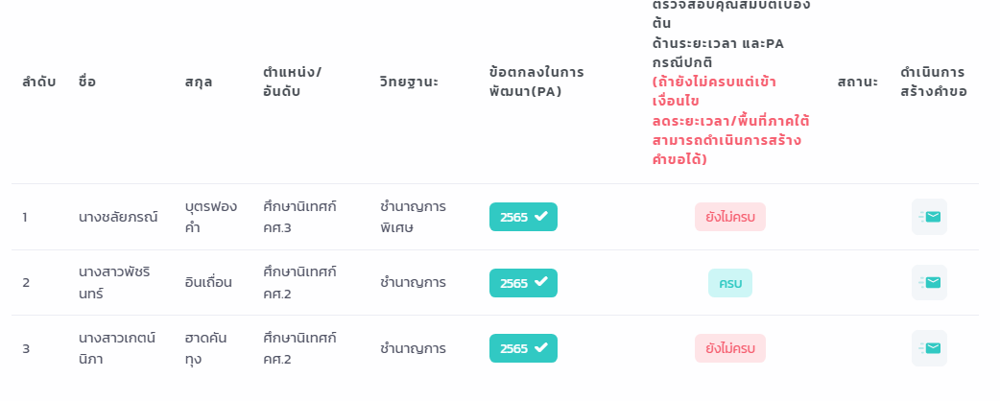 ตรวจสอบคุณสมบัติเบื้อง
ต้น
ด้านระยะเวลา และPA
กรณีปกติ
(ถ้ายังไม่ครบแต่เข้า
เงื่อนไข
ลดระยะเวลา/พื้นที่ภาคใต้
สามารถดำเนินการสร้าง
คำขอได้)
ลำดับ ชื่อ สกุล ตำแหน่ง/ วิทยฐานะ ข้อตกลงในการ สถานะ ดำเนินการ
อันดับ พัฒนา(PA) สร้างคำขอ
1 นางชลัยภรณ์ บุตรฟอง ศึกษานิเทศก์ ชำนาญการ 2565 ยังไม่ครบ
คำ คศ.3 พิเศษ
2 นางสาวพัชริ อินเถื่อน ศึกษานิเทศก์ ชำนาญการ 2565 ครบ
นทร์ คศ.2
3 นางสาวเกตน์ ฮาดคัน ศึกษานิเทศก์ ชำนาญการ 2565 ยังไม่ครบ
นิภา ทุง คศ.2